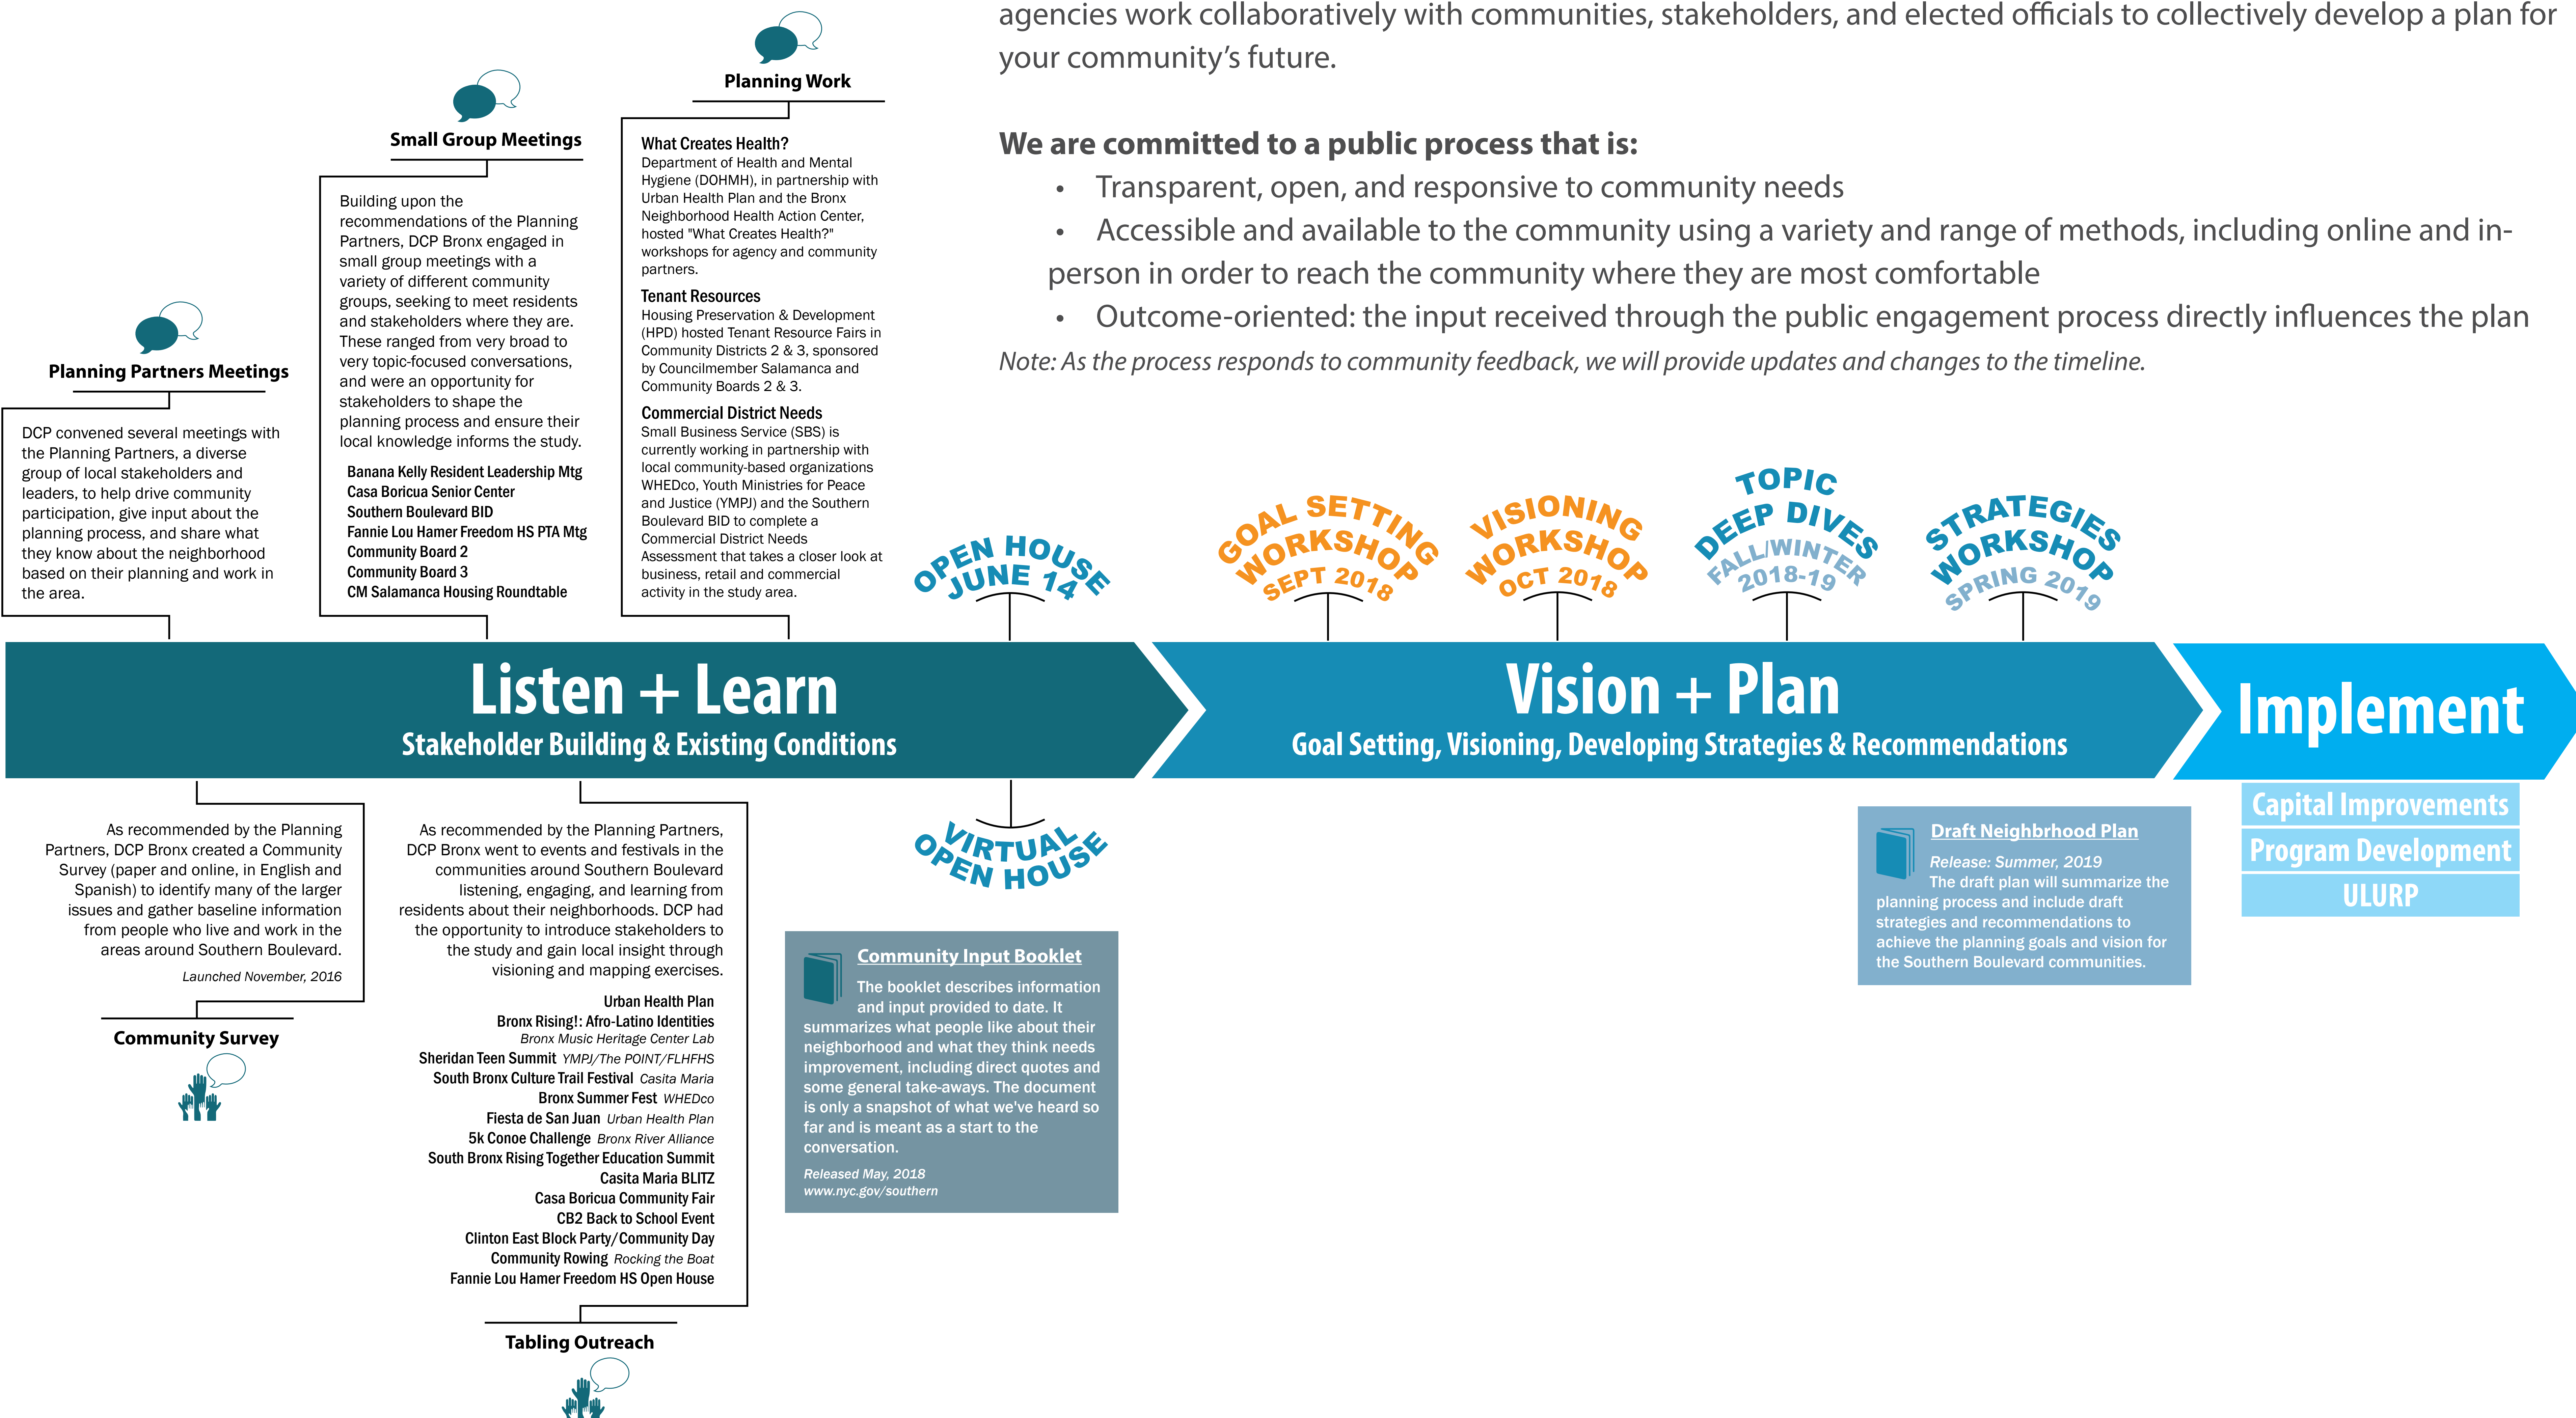 agencies work collaboratively with communities, stakeholders, and elected officials to collectively develop a plan for
your community's future.
We are committed to a public process that is:
• Transparent, open, and responsive to community needs
• Accessible and available to the community using a variety and range of methods, including online and in-
person in order to reach the community where they are most comfortable
• Outcome-oriented: the input received through the public engagement process directly influences the plan
Note: As the process responds to community feedback, we will provide updates and changes to the timeline.
Planning Partners Meetings
DCP convened several meetings with
the Planning Partners, a diverse
group of local stakeholders and
leaders, to help drive community
participation, give input about the
planning process, and share what
they know about the neighborhood
based on their planning and work in
the area.
Small Group Meetings
Building upon the
recommendations of the Planning
Partners, DCP Bronx engaged in
small group meetings with a
variety of different community
groups, seeking to meet residents
and stakeholders where they are.
These ranged from very broad to
very topic-focused conversations,
and were an opportunity for
stakeholders to shape the
planning process and ensure their
local knowledge informs the study.
Banana Kelly Resident Leadership Mtg
Casa Boricua Senior Center
Southern Boulevard BID
Fannie Lou Hamer Freedom HS PTA Mtg
Community Board 2
Community Board 3
CM Salamanca Housing Roundtable
Planning Work
What Creates Health?
Department of Health and Mental
Hygiene (DOHMH), in partnership with
Urban Health Plan and the Bronx
Neighborhood Health Action Center,
hosted "What Creates Health?"
workshops for agency and community
partners.
Tenant Resources
Housing Preservation & Development
(HPD) hosted Tenant Resource Fairs in
Community Districts 2 & 3, sponsored
by Councilmember Salamanca and
Community Boards 2 & 3.
Commercial District Needs
Small Business Service (SBS) is
currently working in partnership with
local community-based organizations
WHEDco, Youth Ministries for Peace
and Justice (YMPJ) and the Southern
Boulevard BID to complete a
Commercial District Needs
Assessment that takes a closer look at
business, retail and commercial
activity in the study area.
OPEN HOUSE
JUNE 14
GOAL SETTING
WORKSHOP
SEPT 2018
VISIONING
WORKSHOP
OCT 2018
TOPIC
DEEP DIVES
FALL/WINTER
2018-19
STRATEGIES
WORKSHOP
SPRING 2019
Listen + Learn
Stakeholder Building & Existing Conditions
Vision + Plan
Goal Setting, Visioning, Developing Strategies & Recommendations
Implement
Capital Improvements
Program Development
ULURP
As recommended by the Planning
Partners, DCP Bronx created a Community
Survey (paper and online, in English and
Spanish) to identify many of the larger
issues and gather baseline information
from people who live and work in the
areas around Southern Boulevard.
Launched November, 2016
Community Survey
As recommended by the Planning Partners,
DCP Bronx went to events and festivals in the
communities around Southern Boulevard
listening, engaging, and learning from
residents about their neighborhoods. DCP had
the opportunity to introduce stakeholders to
the study and gain local insight through
visioning and mapping exercises.
Urban Health Plan
Bronx Rising!: Afro-Latino Identities
Bronx Music Heritage Center Lab
Sheridan Teen Summit YMPJ/The POINT/FLHFHS
South Bronx Culture Trail Festival Casita Maria
Bronx Summer Fest WHEDco
Fiesta de San Juan Urban Health Plan
5k Conoe Challenge Bronx River Alliance
South Bronx Rising Together Education Summit
Casita Maria BLITZ
Casa Boricua Community Fair
CB2 Back to School Event
Clinton East Block Party/Community Day
Community Rowing Rocking the Boat
Fannie Lou Hamer Freedom HS Open House
Tabling Outreach
VIRTUAL
OPEN HOUSE
Community Input Booklet
The booklet describes information
and input provided to date. It
summarizes what people like about their
neighborhood and what they think needs
improvement, including direct quotes and
some general take-aways. The document
is only a snapshot of what we've heard so
far and is meant as a start to the
conversation.
Released May, 2018
www.nyc.gov/southern
Draft Neighbrhood Plan
Release: Summer, 2019
The draft plan will summarize the
planning process and include draft
strategies and recommendations to
achieve the planning goals and vision for
the Southern Boulevard communities.